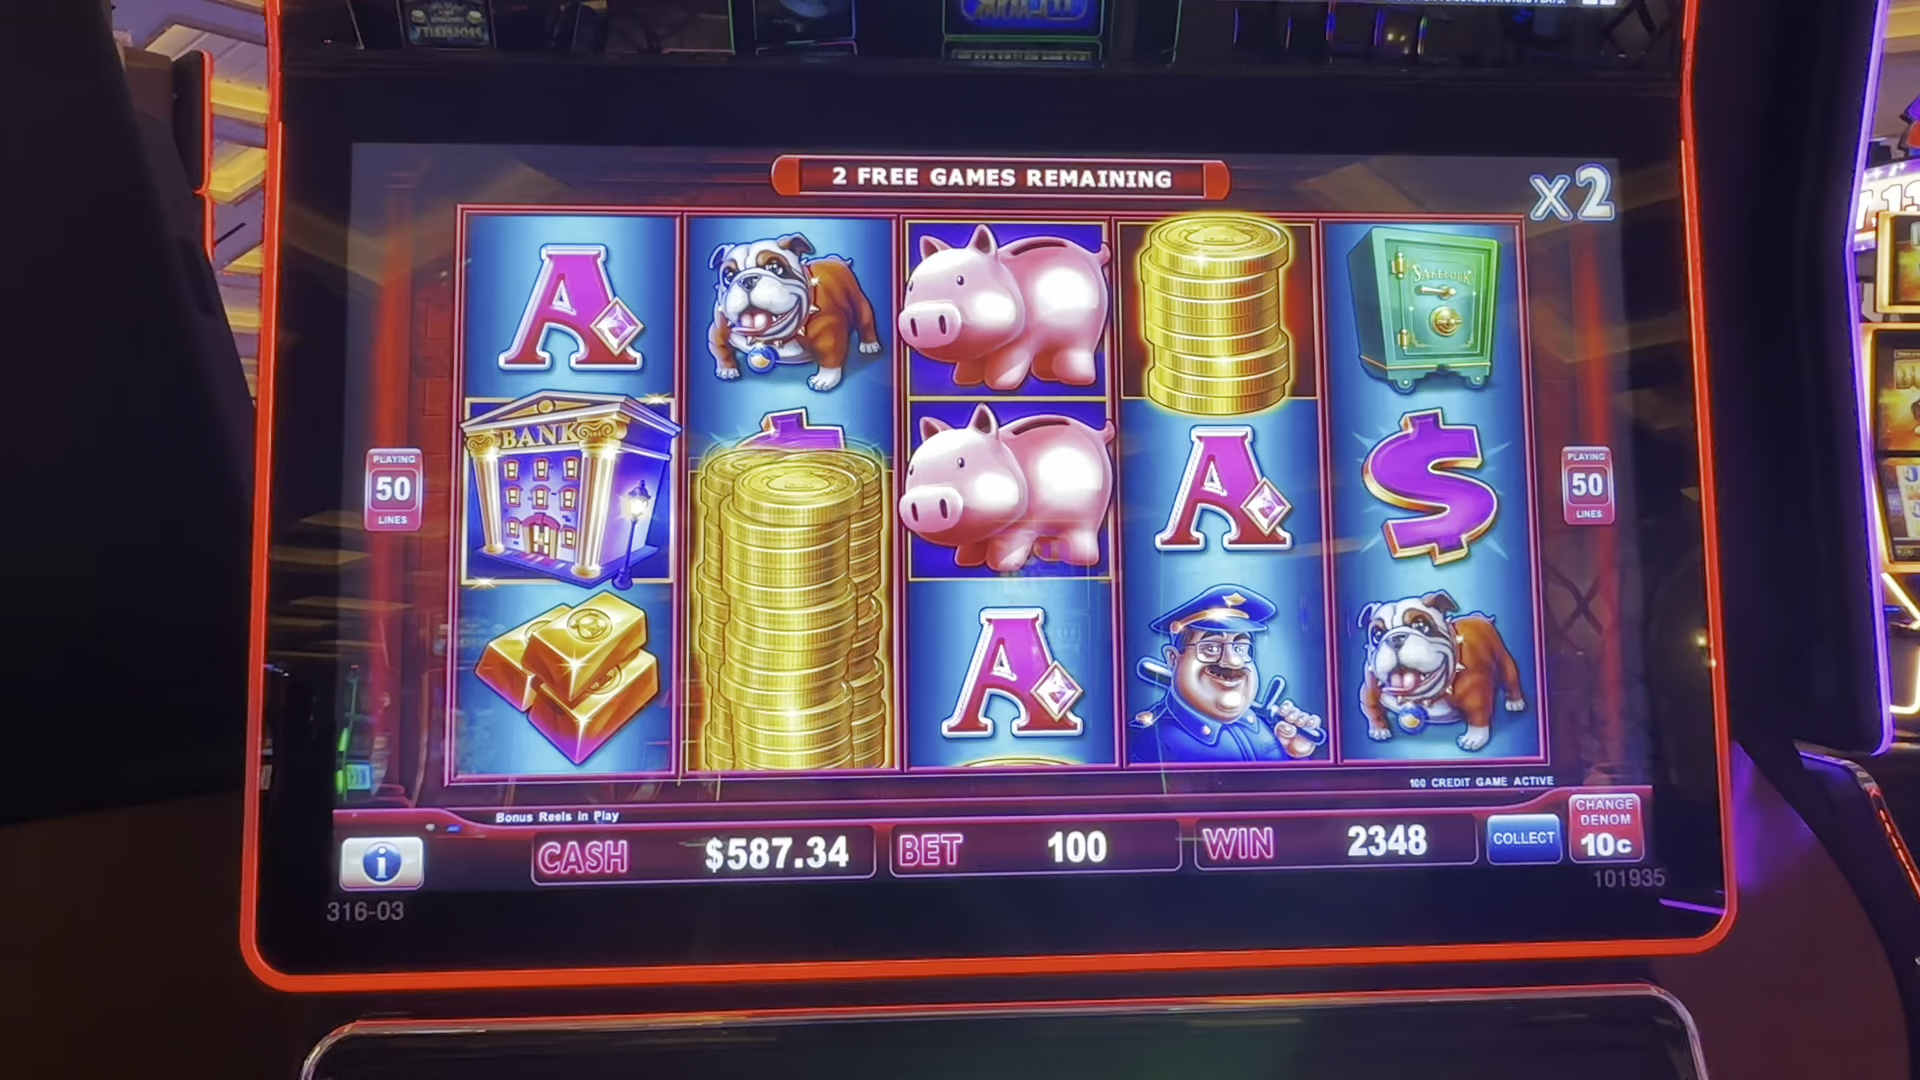 2 FREE GAMES REMAINING
X2
A
SAFELOCK
BANK
A
$
A
PLAYING
50
LINES
PLAYING
50
LINES
100 CREDIT GAME ACTIVE
Bonus Reels in Play
CASH $587.34
BET 100
WIN 2348
COLLECT
CHANGE
DENOM
10c
316-03
101935